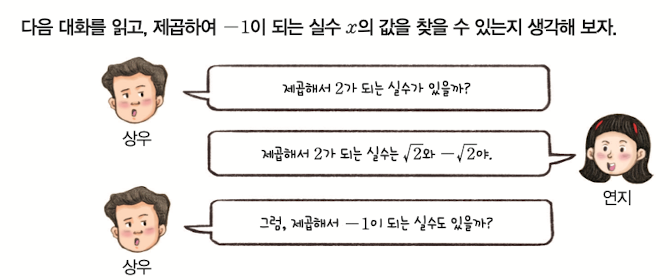 다음 대화를 읽고, 제곱하여 −1이 되는 실수 x의 값을 찾을 수 있는지 생각해 보자.
제곱해서 2가 되는 실수가 있을까?
상우
제곱해서 2가 되는 실수는 √2와 −√2야.
연지
그럼, 제곱해서 −1이 되는 실수도 있을까?
상우